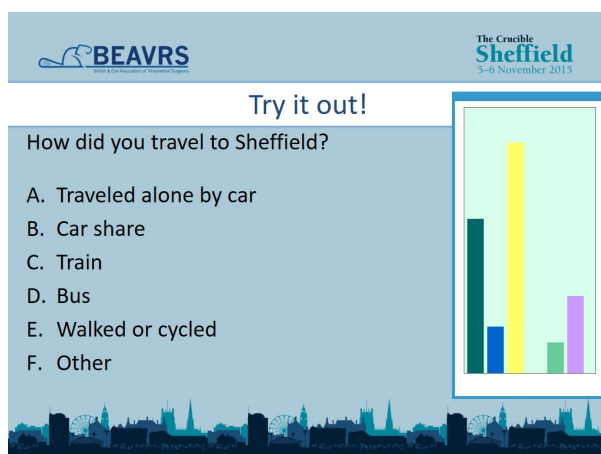 BEAVRS
British & Eire Association of Vitreoretinal Surgeons
The Crucible
Sheffield
5–6 November 2015
Try it out!
How did you travel to Sheffield?
A. Traveled alone by car
B. Car share
C. Train
D. Bus
E. Walked or cycled
F. Other